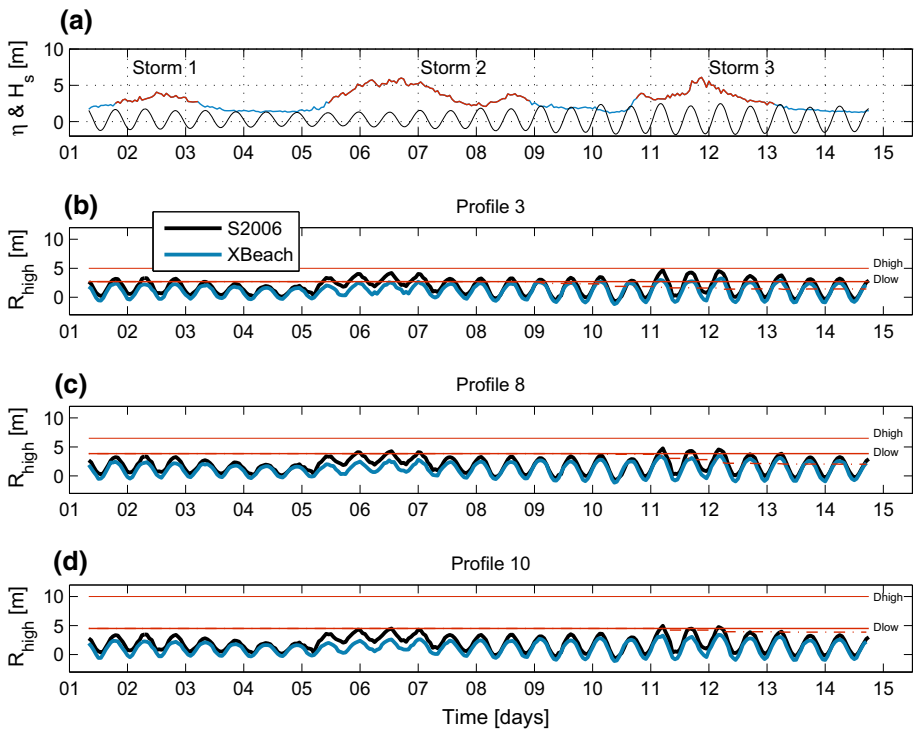 (a)
η & Hs [m]
10
5
0
Storm 1
Storm 2
Storm 3
01 02 03 04 05 06 07 08 09 10 11 12 13 14 15
(b)
Profile 3
S2006
XBeach
Rhigh [m]
10
5
0
Dhigh
Dlow
01 02 03 04 05 06 07 08 09 10 11 12 13 14 15
(c)
Profile 8
Rhigh [m]
10
5
0
Dhigh
Dlow
01 02 03 04 05 06 07 08 09 10 11 12 13 14 15
(d)
Profile 10
Rhigh [m]
10
5
0
Dhigh
Dlow
01 02 03 04 05 06 07 08 09 10 11 12 13 14 15
Time [days]